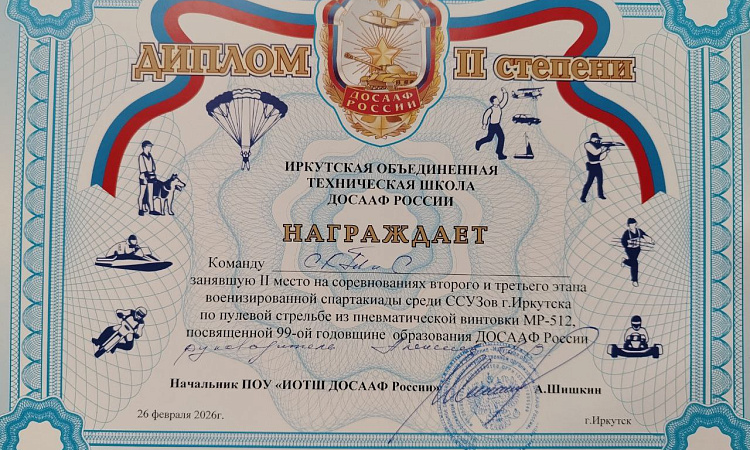 ДИПЛОМ II степени
ДОСААФ
РОССИИ
ИРКУТСКАЯ ОБЪЕДИНЕННАЯ
ТЕХНИЧЕСКАЯ ШКОЛА
ДОСААФ РОССИИ
НАГРАЖДАЕТ
Команду СКТиС
занявшую II место на соревнованиях второго и третьего этапа
военизированной спартакиады среди ССУЗов г.Иркутска
по пулевой стрельбе из пневматической винтовки МР-512,
посвященной 99-ой годовщине образования ДОСААФ России
руководитель
Начальник ПОУ «ИОТШ ДОСААФ России» А.Шишкин
26 февраля 2026г. г.Иркутск